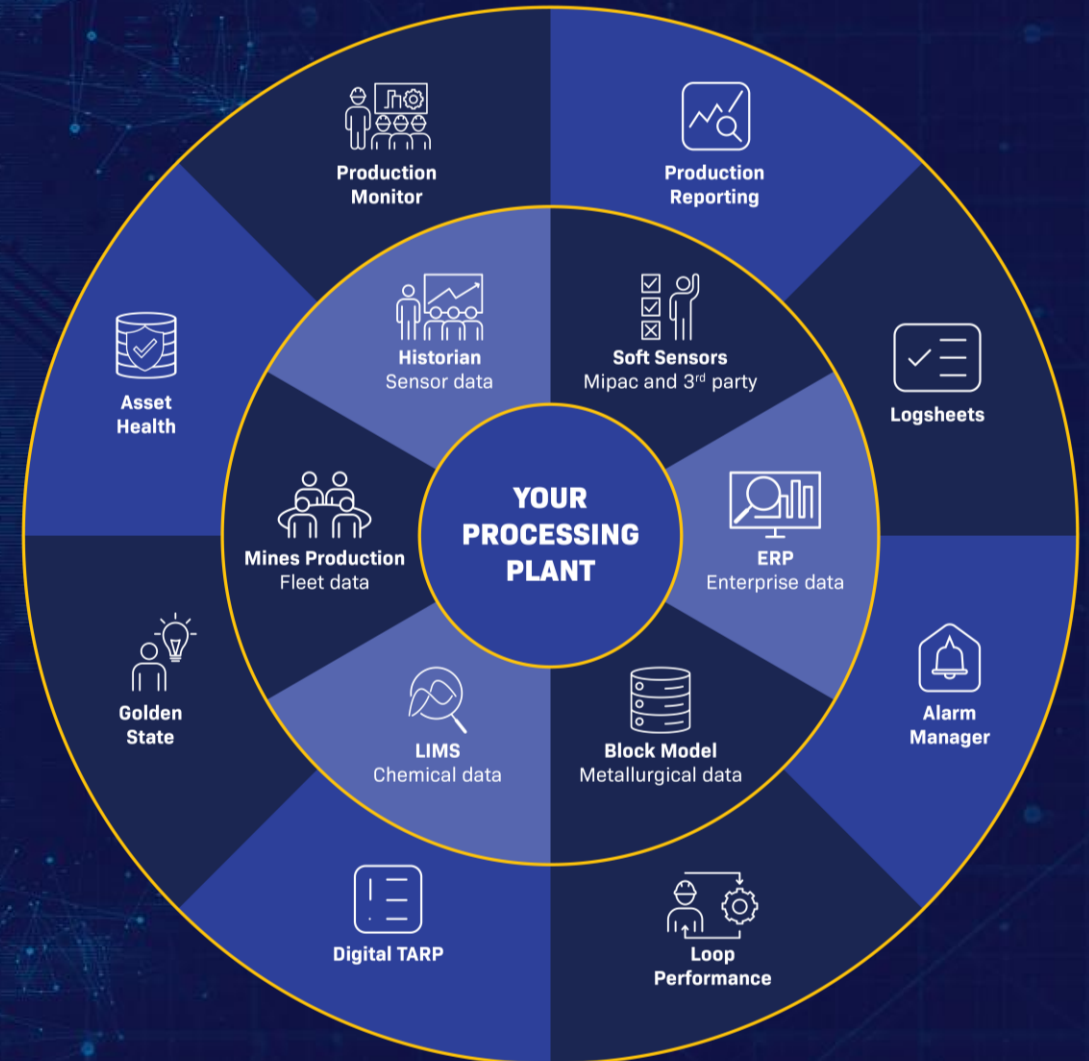 Production
Monitor
Production
Reporting
Historian
Sensor data
Soft Sensors
Mipac and 3rd party
Asset
Health
Logsheets
YOUR
PROCESSING
PLANT
Mines Production
Fleet data
ERP
Enterprise data
Golden
State
Alarm
Manager
LIMS
Chemical data
Block Model
Metallurgical data
Digital TARP
Loop
Performance